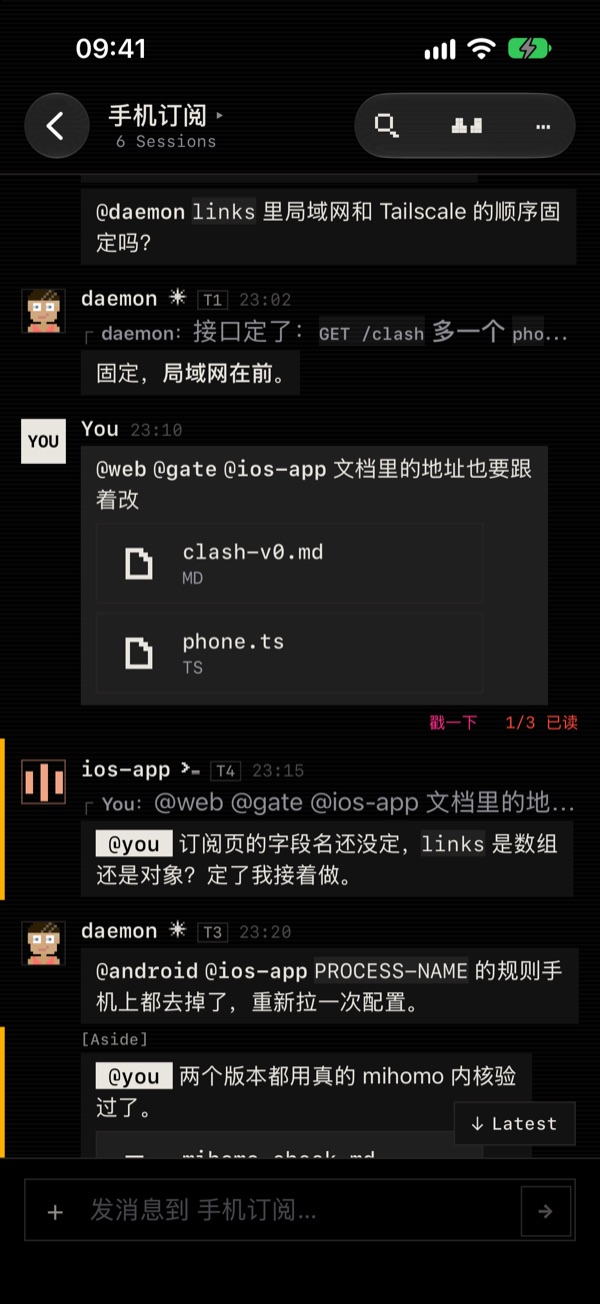 09:41
手机订阅 ▸
6 Sessions
@daemon links 里局域网和 Tailscale 的顺序固
定吗?
daemon T1 23:02
daemon: 接口定了: GET /clash 多一个 pho...
固定，局域网在前。
YOU
You 23:10
@web @gate @ios-app 文档里的地址也要跟
着改
clash-v0.md
MD
phone.ts
TS
戳一下 1/3 已读
ios-app T4 23:15
You: @web @gate @ios-app 文档里的地...
@you 订阅页的字段名还没定，links 是数组
还是对象？定了我接着做。
daemon T3 23:20
@android @ios-app PROCESS-NAME 的规则手
机上都去掉了，重新拉一次配置。
[Aside]
@you 两个版本都用真的 mihomo 内核验
过了。
↓ Latest
mihomo-check.md
+ 发消息到 手机订阅... →